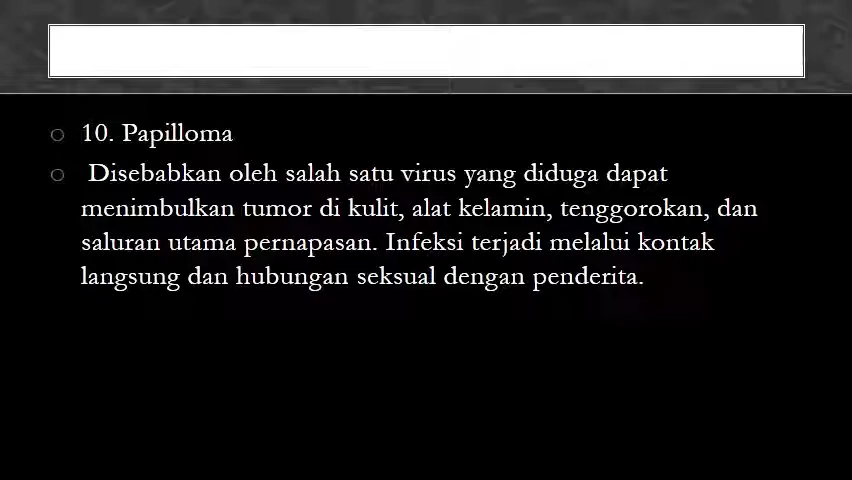 10. Papilloma
Disebabkan oleh salah satu virus yang diduga dapat
menimbulkan tumor di kulit, alat kelamin, tenggorokan, dan
saluran utama pernapasan. Infeksi terjadi melalui kontak
langsung dan hubungan seksual dengan penderita.